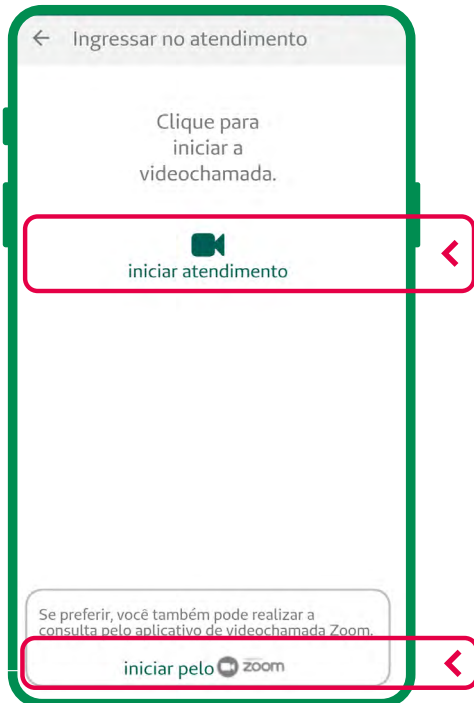 Ingressar no atendimento
Clique para
iniciar a
videochamada.
iniciar atendimento
Se preferir, você também pode realizar a
consulta pelo aplicativo de videochamada Zoom.
iniciar pelo zoom